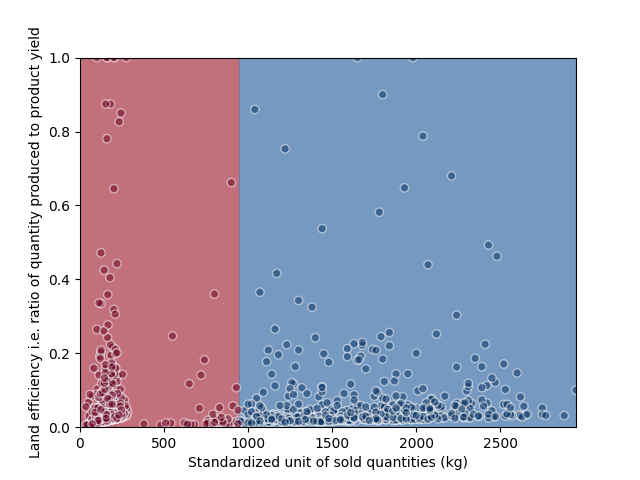 Land efficiency i.e. ratio of quantity produced to product yield
1.0
0.8
0.6
0.4
0.2
0.0
0 500 1000 1500 2000 2500
Standardized unit of sold quantities (kg)